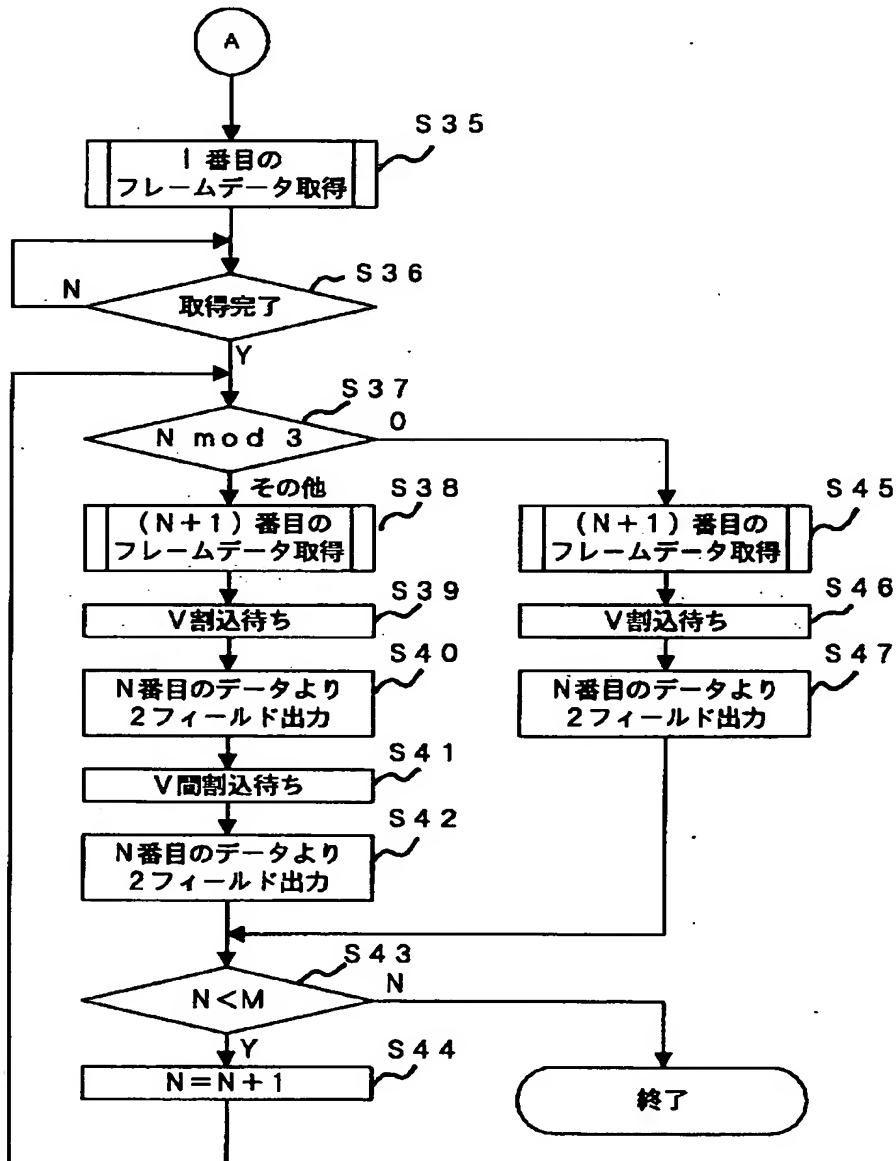 A
S35
1番目の
フレームデータ取得
S36
N
取得完了
Y
S37
N mod 3
0
その他
S38
(N+1)番目の
フレームデータ取得
S45
(N+1)番目の
フレームデータ取得
S39
V割込待ち
S46
V割込待ち
S40
N番目のデータより
2フィールド出力
S47
N番目のデータより
2フィールド出力
S41
V間割込待ち
S42
N番目のデータより
2フィールド出力
S43
N<M
N
Y
S44
N=N+1
終了